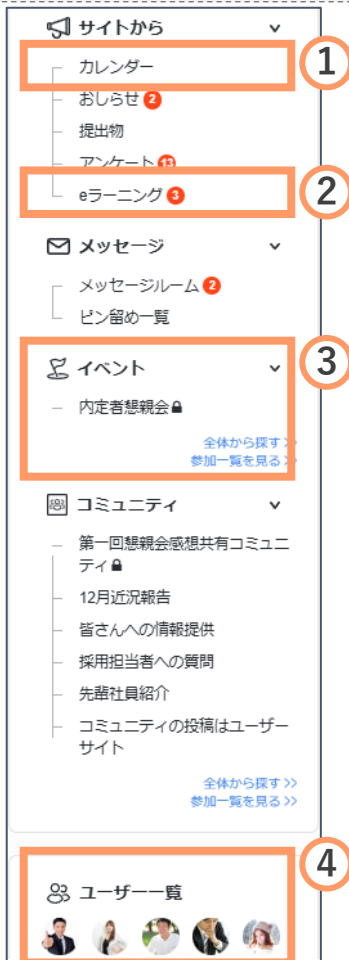 サイトから
カレンダー
1
おしらせ 2
提出物
アンケート 13
eラーニング 3
2
メッセージ
メッセージルーム 2
ピン留め一覧
イベント
3
内定者懇親会
全体から探す >>
参加一覧を見る >>
コミュニティ
第一回懇親会感想共有コミュニ
ティ
12月近況報告
皆さんへの情報提供
採用担当者への質問
先輩社員紹介
コミュニティの投稿はユーザー
サイト
全体から探す >>
参加一覧を見る >>
4
ユーザー一覧